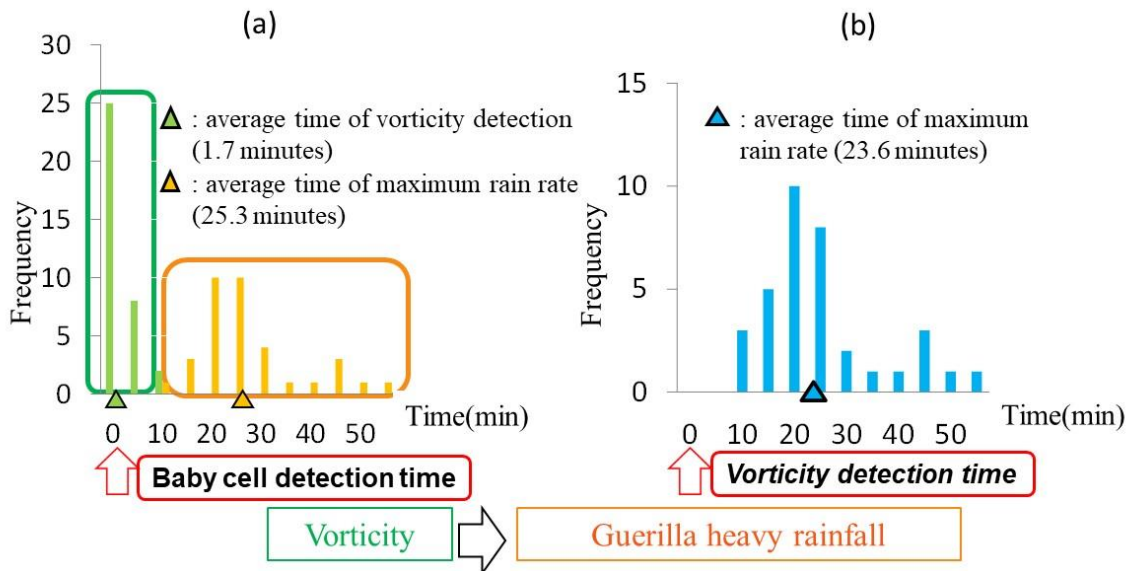 (a)
30
25
20
15
10
5
0
Frequency
: average time of vorticity detection
(1.7 minutes)
: average time of maximum rain rate
(25.3 minutes)
0 10 20 30 40 50
Time(min)
Baby cell detection time
(b)
15
10
5
0
Frequency
: average time of maximum
rain rate (23.6 minutes)
0 10 20 30 40 50
Time(min)
Vorticity detection time
Vorticity
Guerilla heavy rainfall